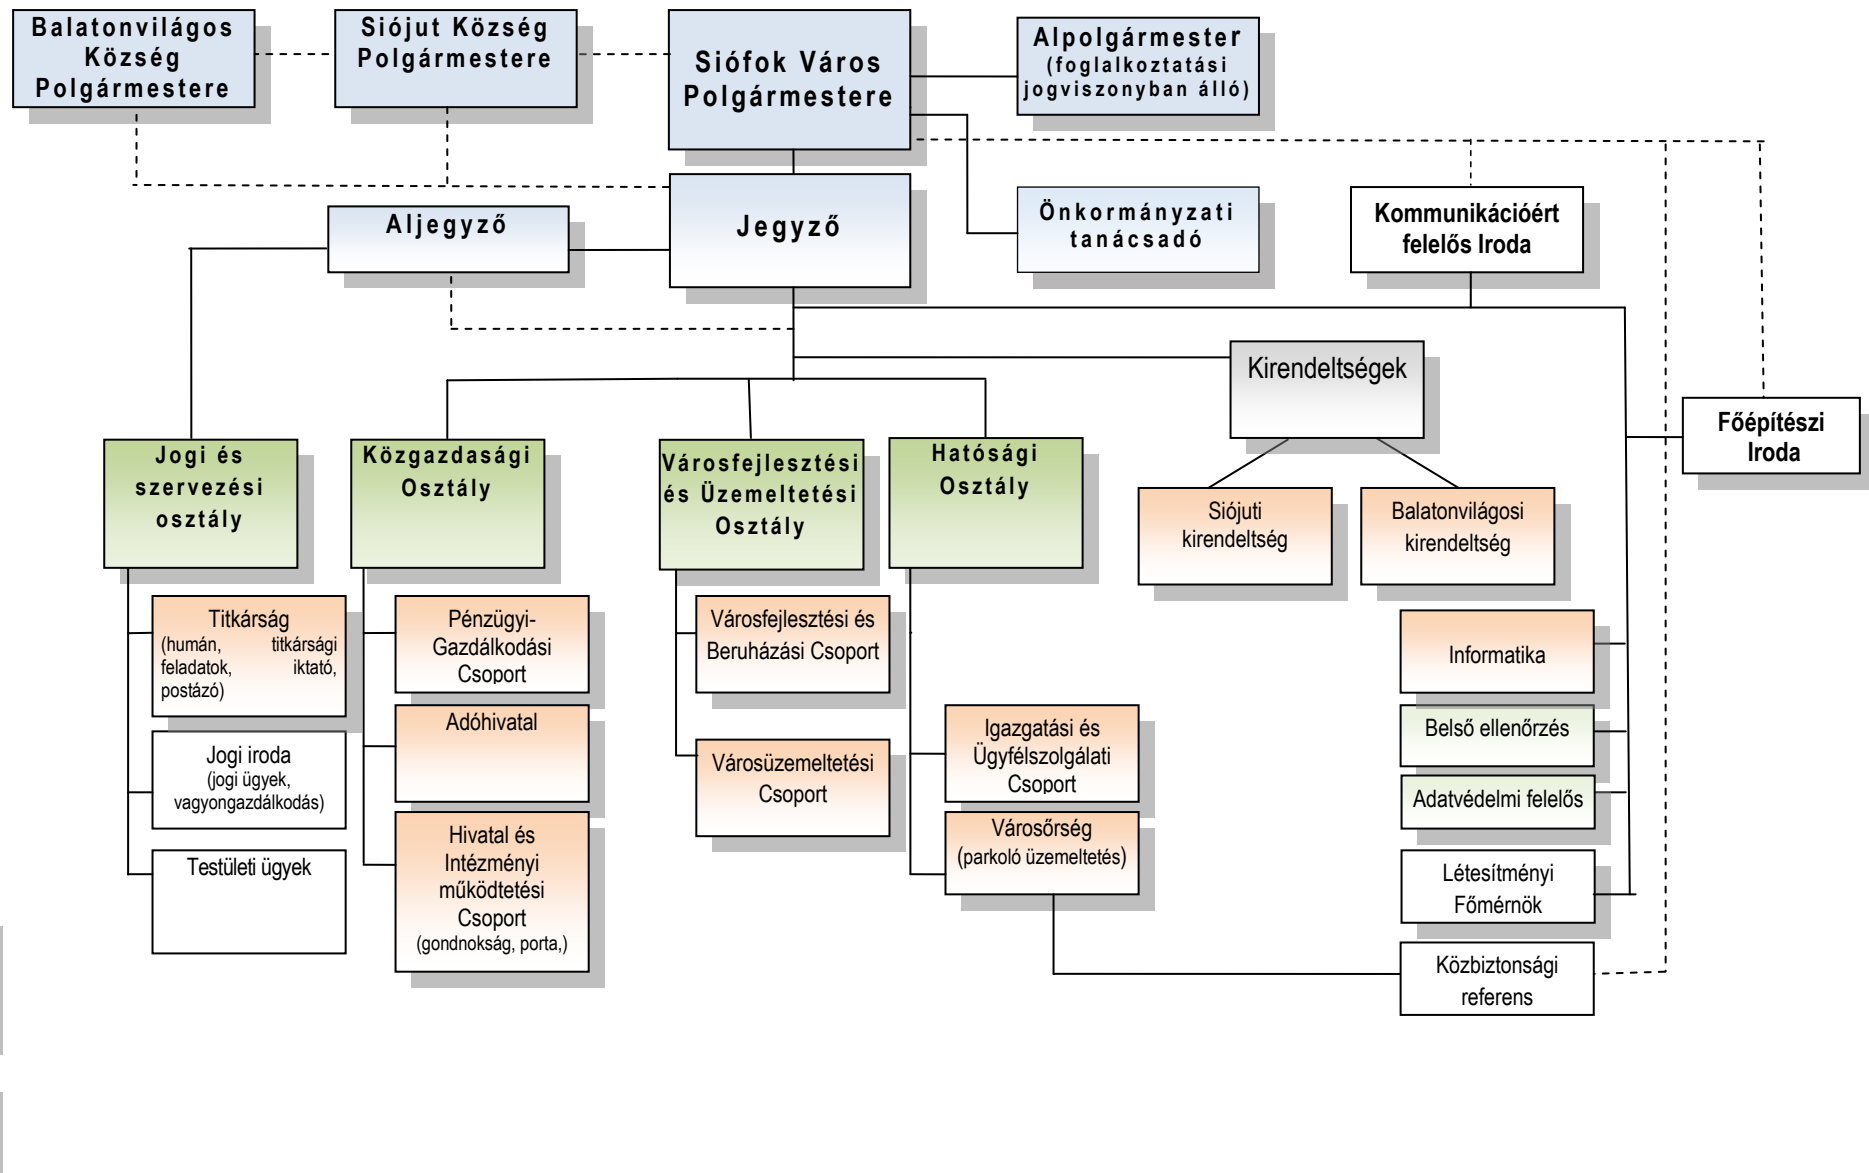 Balatonvilágos
Község
Polgármestere
Siójut Község
Polgármestere
Siófok Város
Polgármestere
Alpolgármester
(foglalkoztatási
jogviszonyban álló)
Aljegyző
Jegyző
Önkormányzati
tanácsadó
Kommunikációért
felelős Iroda
Kirendeltségek
Főépítészi
Iroda
Jogi és
szervezési
osztály
Közgazdasági
Osztály
Városfejlesztési
és Üzemeltetési
Osztály
Hatósági
Osztály
Siójuti
kirendeltség
Balatonvilágosi
kirendeltség
Titkárság
(humán, titkársági
feladatok, iktató,
postázó)
Jogi iroda
(jogi ügyek,
vagyongazdálkodás)
Testületi ügyek
Pénzügyi-
Gazdálkodási
Csoport
Adóhivatal
Hivatal és
Intézményi
működtetési
Csoport
(gondnokság, porta,)
Városfejlesztési és
Beruházási Csoport
Városüzemeltetési
Csoport
Igazgatási és
Ügyfélszolgálati
Csoport
Városőrség
(parkoló üzemeltetés)
Informatika
Belső ellenőrzés
Adatvédelmi felelős
Létesítményi
Főmérnök
Közbiztonsági
referens